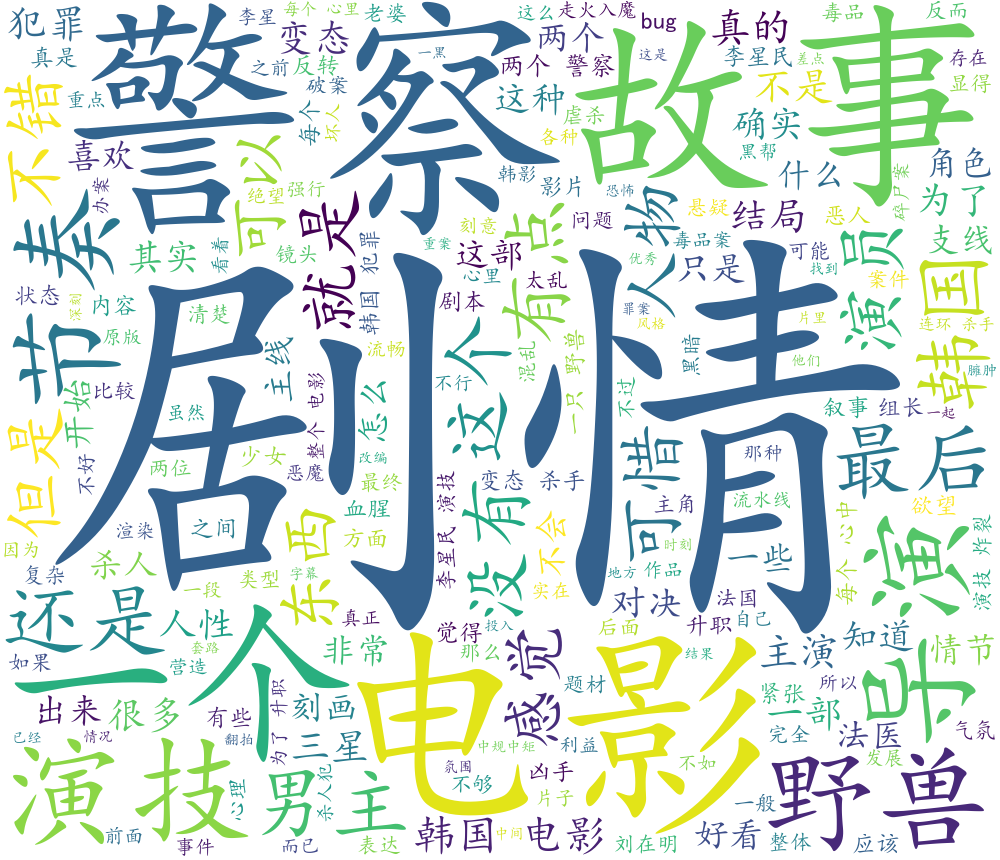 犯罪
李星
每个 心里
老婆
这么
走火入魔
bug
真的
毒品
反而
真是
变态
一黑
两个
这是
李星民
差点
存在
警察
故事
之前
反转
两个 警察
不是
显得
不错
重点
破案
这种
确实
每个
坏人
虐杀
各种
黑帮
喜欢
可以
韩影
影片
什么
角色
绝望
强行
恐怖
人物
悬疑
结局
恶人
碎尸案
为了
办案
节奏
就是
有点
问题
演员
支线
其实
看着
镜头
犯罪
重案
刻意
这部
毒品案
可能
韩国
心里
太乱
优秀
只是
找到
案件
状态
内容
深刻
清楚
韩国
剧本
罪案
连环 杀手
原版
剧情
风格
片里
主线
流畅
这个
混乱
一只 野兽
黑暗
他们
臃肿
但是
开始
比较
虽然
整个 电影
怎么
不行
不过
叙事
组长
一起
不好
两位
少女
恶魔
改编
没有
可惜
那种
最后
最终
变态 杀手
主角
流水线
欲望
渲染
之间
东西
血腥
李星民 演技
不会
时刻
每个 心中
导演
演技 炸裂
因为
方面
一些
复杂
杀人
类型
字幕
实在
地方
作品
一段
还是
一个
人性
真正
觉得
投入
感觉
对决
法国
升职
自己
如果
套路
营造
非常
那么
后面
电影
结果
主演
知道
情节
题材
紧张
所以
出来
很多
有些
为了 升职
刻画
一部
完全
法医
气氛
已经
情况
翻拍
三星
中规中矩
利益
不如
发展
演技
心理
男主
杀人犯
氛围
不够
凶手
片子
一般
野兽
前面
事件
而已
表达
韩国 电影
中间
刘在明
好看
整体
应该